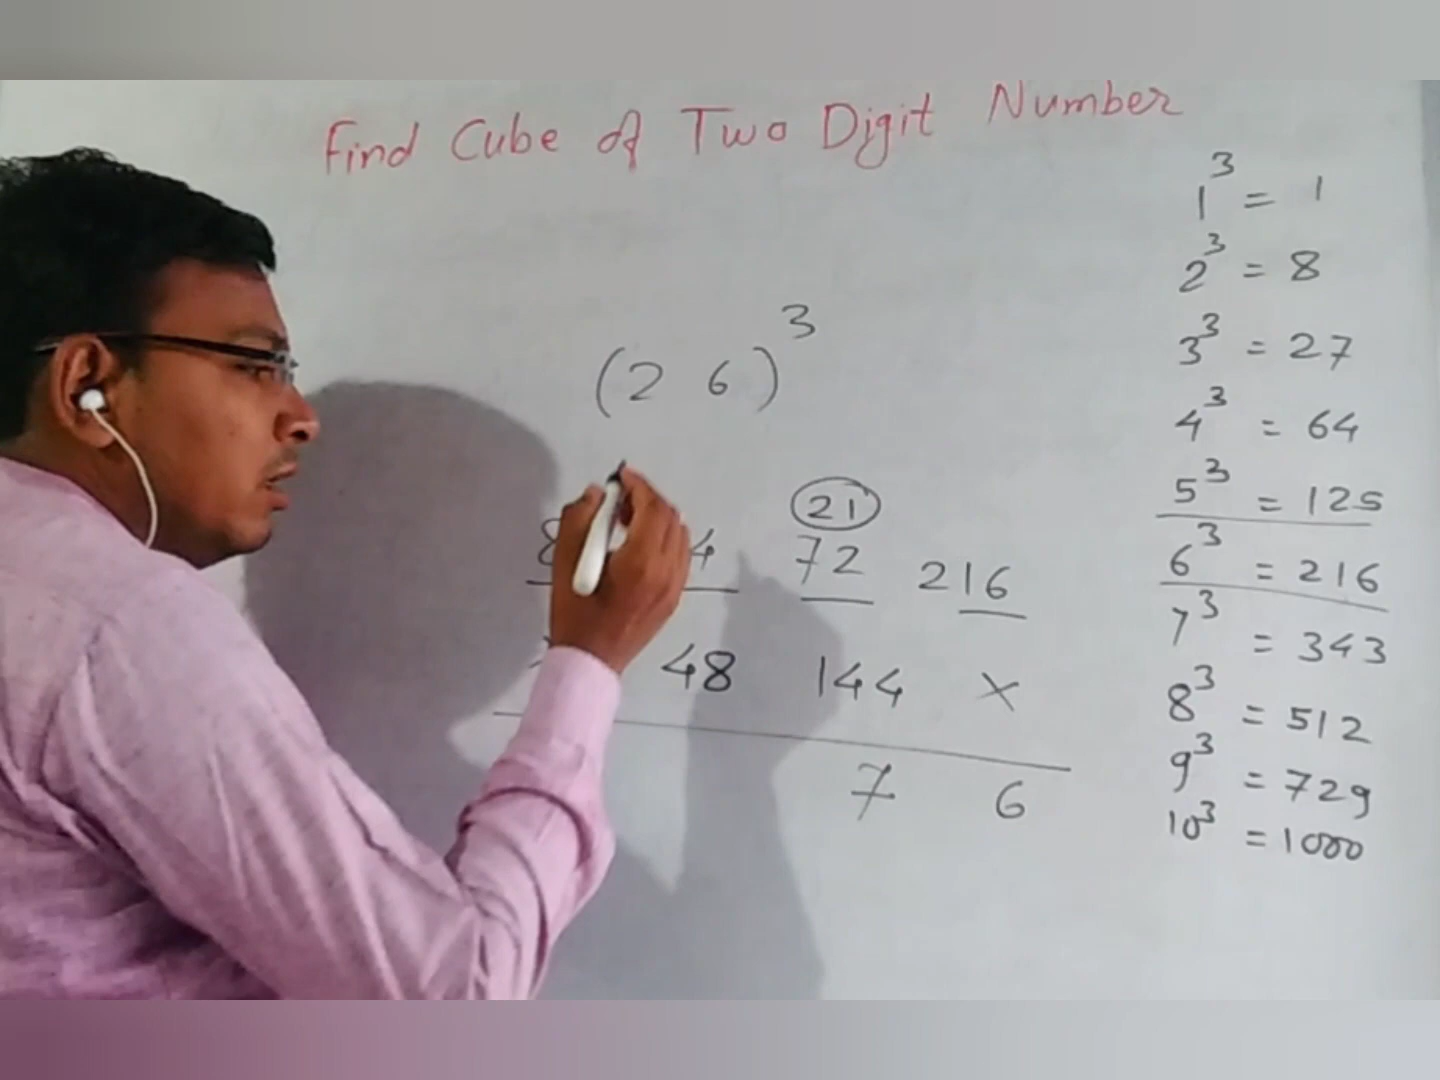 Find Cube of Two Digit Number
(2 6)³
21
8 4 72 216
48 144 ×
7 6
1³ = 1
2³ = 8
3³ = 27
4³ = 64
5³ = 125
6³ = 216
7³ = 343
8³ = 512
9³ = 729
10³ = 1000